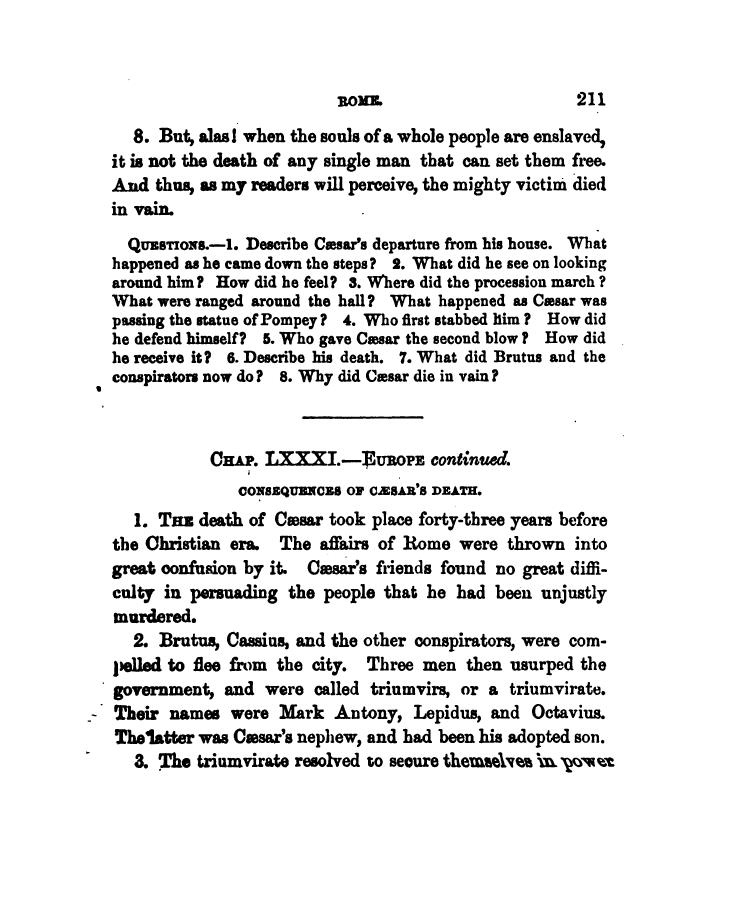 ROME. 211
8. But, alas! when the souls of a whole people are enslaved,
it is not the death of any single man that can set them free.
And thus, as my readers will perceive, the mighty victim died
in vain.
QUESTIONS.—1. Describe Cæsar's departure from his house. What
happened as he came down the steps? 2. What did he see on looking
around him? How did he feel? 3. Where did the procession march?
What were ranged around the hall? What happened as Cæsar was
passing the statue of Pompey? 4. Who first stabbed him? How did
he defend himself? 5. Who gave Cæsar the second blow? How did
he receive it? 6. Describe his death. 7. What did Brutus and the
conspirators now do? 8. Why did Cæsar die in vain?
CHAP. LXXXI.—EUROPE continued.
CONSEQUENCES OF CÆSAR'S DEATH.
1. THE death of Cæsar took place forty-three years before
the Christian era. The affairs of Rome were thrown into
great confusion by it. Cæsar's friends found no great diffi-
culty in persuading the people that he had been unjustly
murdered.
2. Brutus, Cassius, and the other conspirators, were com-
pelled to flee from the city. Three men then usurped the
government, and were called triumvirs, or a triumvirate.
Their names were Mark Antony, Lepidus, and Octavius.
The latter was Cæsar's nephew, and had been his adopted son.
3. The triumvirate resolved to secure themselves in power